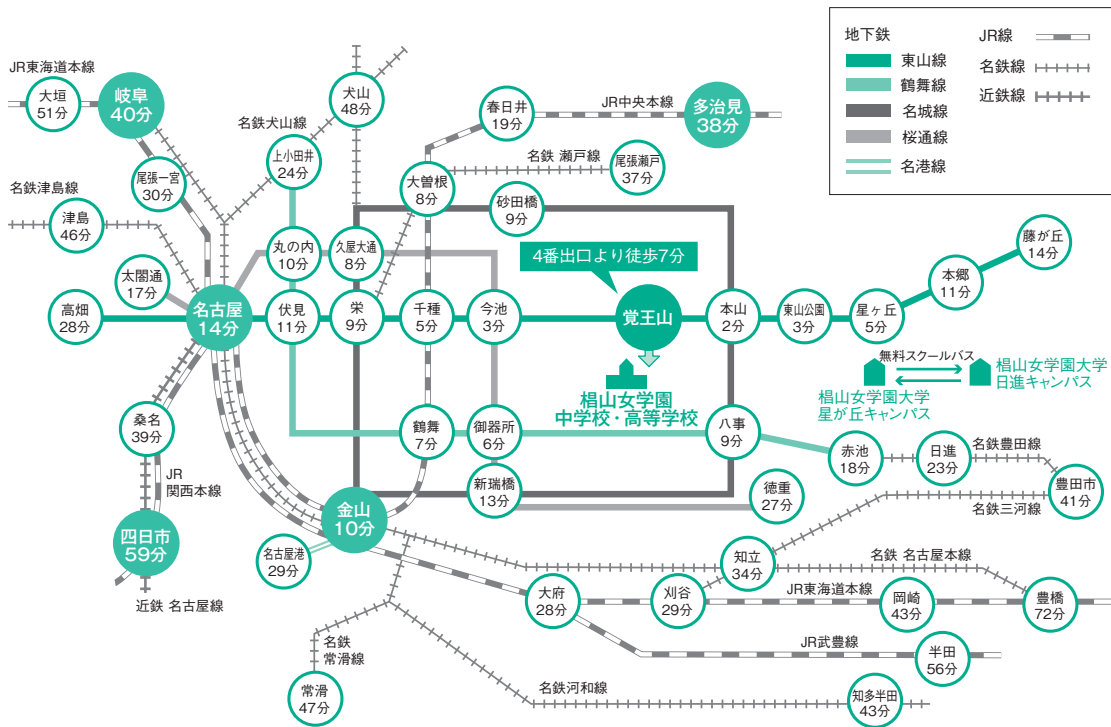 地下鉄
東山線
鶴舞線
名城線
桜通線
名港線
JR線
名鉄線
近鉄線
JR東海道本線
大垣
51分
岐阜
40分
尾張一宮
30分
名鉄津島線
津島
46分
太閤通
17分
高畑
28分
名古屋
14分
名鉄犬山線
上小田井
24分
犬山
48分
春日井
19分
JR中央本線
多治見
38分
名鉄 瀬戸線
尾張瀬戸
37分
大曽根
8分
砂田橋
9分
丸の内
10分
久屋大通
8分
伏見
11分
栄
9分
千種
5分
今池
3分
4番出口より徒歩7分
覚王山
椙山女学園
中学校・高等学校
本山
2分
東山公園
3分
星ヶ丘
5分
本郷
11分
藤が丘
14分
無料スクールバス
椙山女学園大学
日進キャンパス
椙山女学園大学
星が丘キャンパス
桑名
39分
JR
関西本線
四日市
59分
近鉄 名古屋線
鶴舞
7分
御器所
6分
八事
9分
赤池
18分
日進
23分
名鉄豊田線
豊田市
41分
名鉄三河線
新瑞橋
13分
徳重
27分
金山
10分
名古屋港
29分
知立
34分
名鉄 名古屋本線
大府
28分
刈谷
29分
JR東海道本線
岡崎
43分
豊橋
72分
JR武豊線
半田
56分
名鉄
常滑線
常滑
47分
名鉄河和線
知多半田
43分